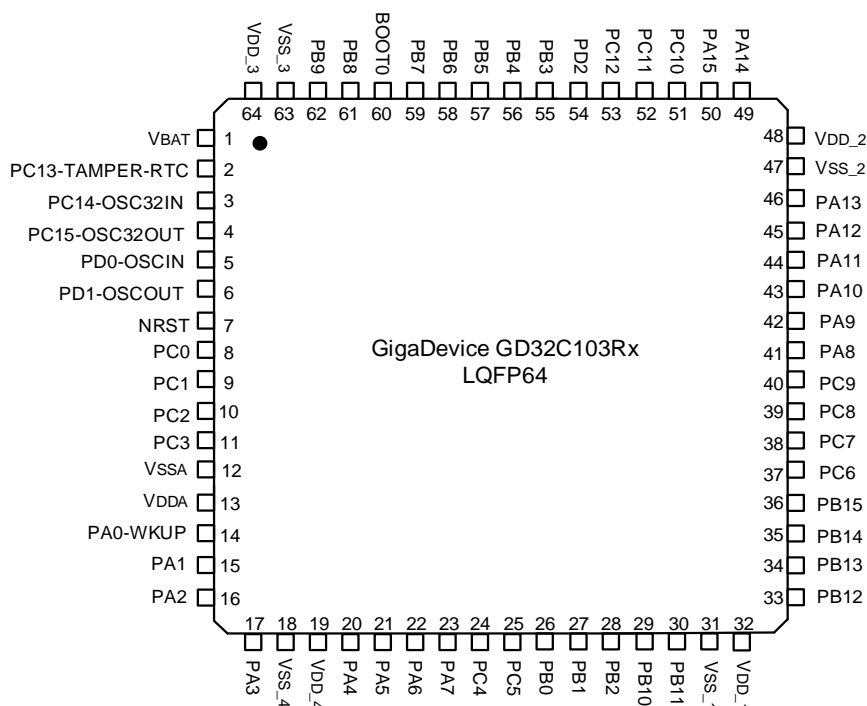 VDD_3
VSS_3
PB9
PB8
BOOT0
PB7
PB6
PB5
PB4
PB3
PD2
PC12
PC11
PC10
PA15
PA14
64 63 62 61 60 59 58 57 56 55 54 53 52 51 50 49
VBAT 1
PC13-TAMPER-RTC 2
PC14-OSC32IN 3
PC15-OSC32OUT 4
PD0-OSCIN 5
PD1-OSCOUT 6
NRST 7
PC0 8
PC1 9
PC2 10
PC3 11
VSSA 12
VDDA 13
PA0-WKUP 14
PA1 15
PA2 16
GigaDevice GD32C103Rx
LQFP64
48 VDD_2
47 VSS_2
46 PA13
45 PA12
44 PA11
43 PA10
42 PA9
41 PA8
40 PC9
39 PC8
38 PC7
37 PC6
36 PB15
35 PB14
34 PB13
33 PB12
17 18 19 20 21 22 23 24 25 26 27 28 29 30 31 32
PA3
VSS_4
VDD_4
PA4
PA5
PA6
PA7
PC4
PC5
PB0
PB1
PB2
PB10
PB11